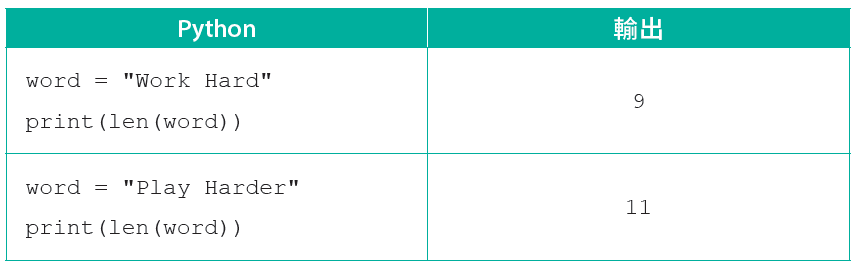 Python
輸出
word = "Work Hard"
print(len(word))
9
word = "Play Harder"
print(len(word))
11